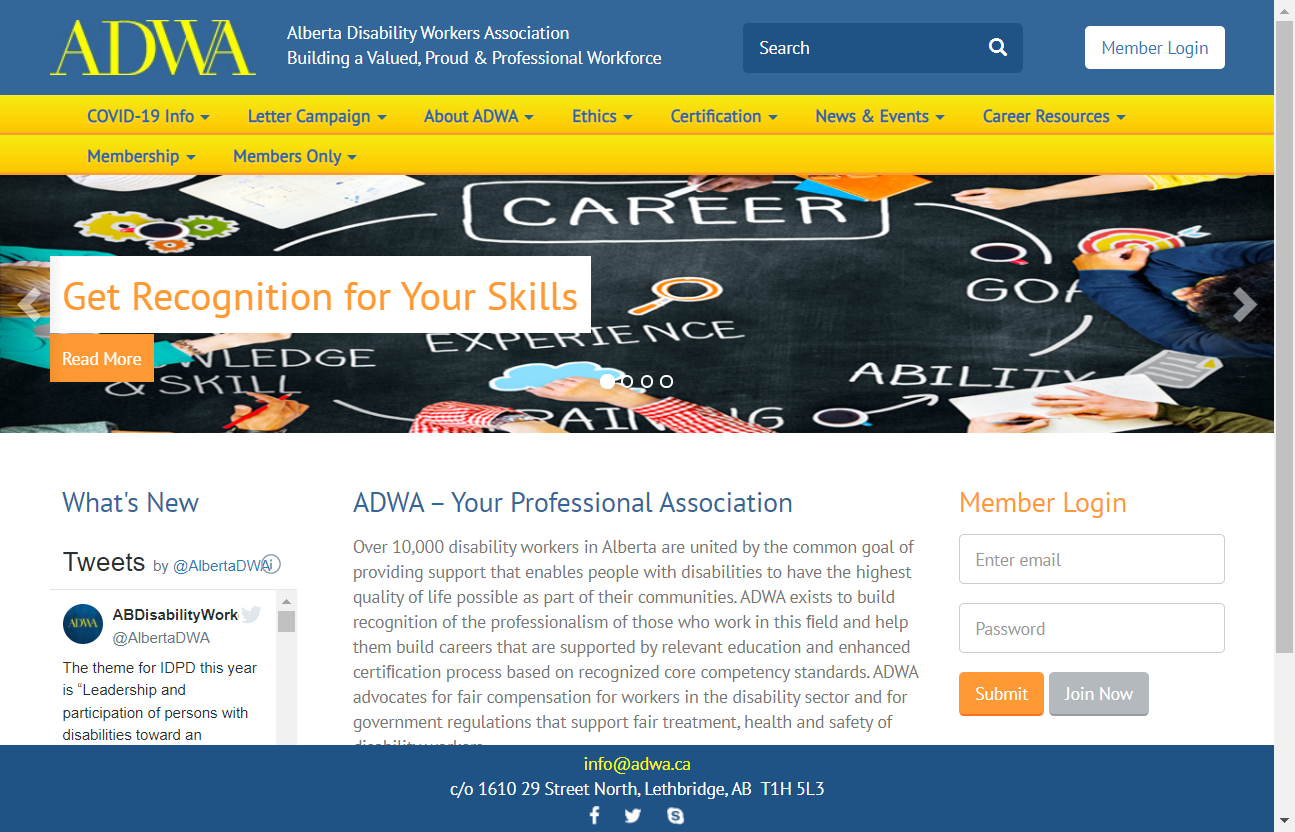 ADWA
Alberta Disability Workers Association
Building a Valued, Proud & Professional Workforce
Search
Member Login
COVID-19 Info
Letter Campaign
About ADWA
Ethics
Certification
News & Events
Career Resources
Membership
Members Only
CAREER
Get Recognition for Your Skills
GOA
EXPERIENCE
Read More
WLEDGE
& SKILL
ABILITY
RAINING
What's New
Tweets by @AlbertaDWA
ADWA
ABDisabilityWork
@AlbertaDWA
The theme for IDPD this year
is “Leadership and
participation of persons with
disabilities toward an
ADWA – Your Professional Association
Over 10,000 disability workers in Alberta are united by the common goal of
providing support that enables people with disabilities to have the highest
quality of life possible as part of their communities. ADWA exists to build
recognition of the professionalism of those who work in this field and help
them build careers that are supported by relevant education and enhanced
certification process based on recognized core competency standards. ADWA
advocates for fair compensation for workers in the disability sector and for
government regulations that support fair treatment, health and safety of
disability workers
Member Login
Enter email
Password
Submit
Join Now
info@adwa.ca
c/o 1610 29 Street North, Lethbridge, AB T1H 5L3